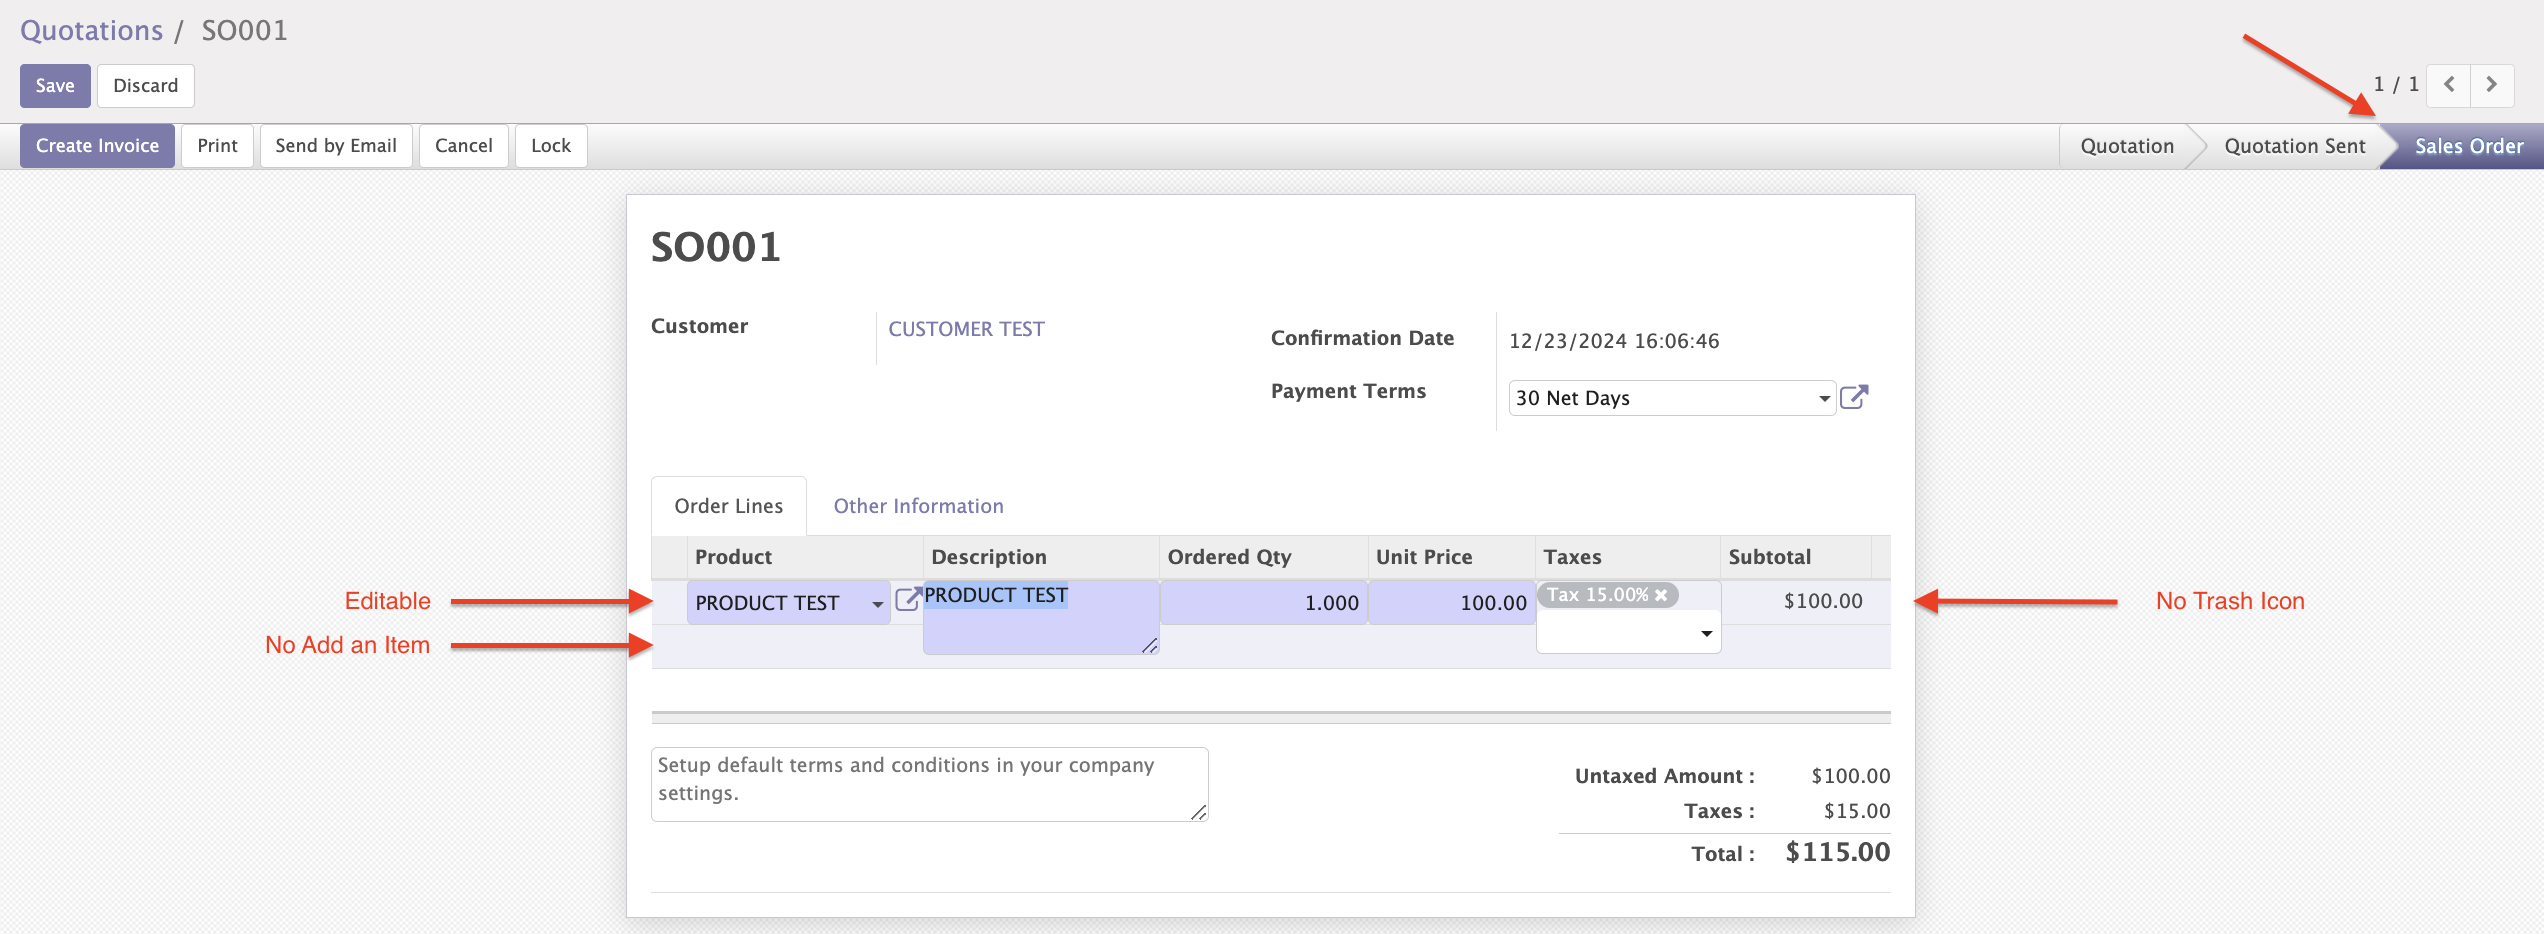 Quotations / SO001
Save Discard
1 / 1
Create Invoice Print Send by Email Cancel Lock
Quotation Quotation Sent Sales Order
SO001
Customer CUSTOMER TEST
Confirmation Date 12/23/2024 16:06:46
Payment Terms 30 Net Days
Order Lines Other Information
Product Description Ordered Qty Unit Price Taxes Subtotal
Editable PRODUCT TEST PRODUCT TEST 1.000 100.00 Tax 15.00% $100.00 No Trash Icon
No Add an Item
Setup default terms and conditions in your company
settings.
Untaxed Amount : $100.00
Taxes : $15.00
Total : $115.00